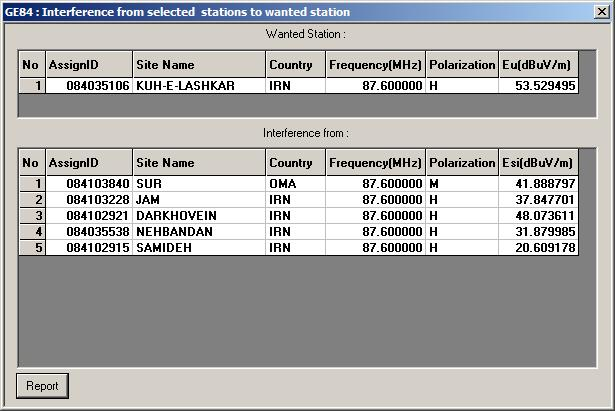 GE84 : Interference from selected stations to wanted station
Wanted Station :
No AssignID Site Name Country Frequency(MHz) Polarization Eu(dBuV/m)
1 084035106 KUH-E-LASHKAR IRN 87.600000 H 53.529495
Interference from :
No AssignID Site Name Country Frequency(MHz) Polarization Esi(dBuV/m)
1 084103840 SUR OMA 87.600000 M 41.888797
2 084103228 JAM IRN 87.600000 H 37.847701
3 084102921 DARKHOVEIN IRN 87.600000 H 48.073611
4 084035538 NEHBANDAN IRN 87.600000 H 31.879985
5 084102915 SAMIDEH IRN 87.600000 H 20.609178
Report